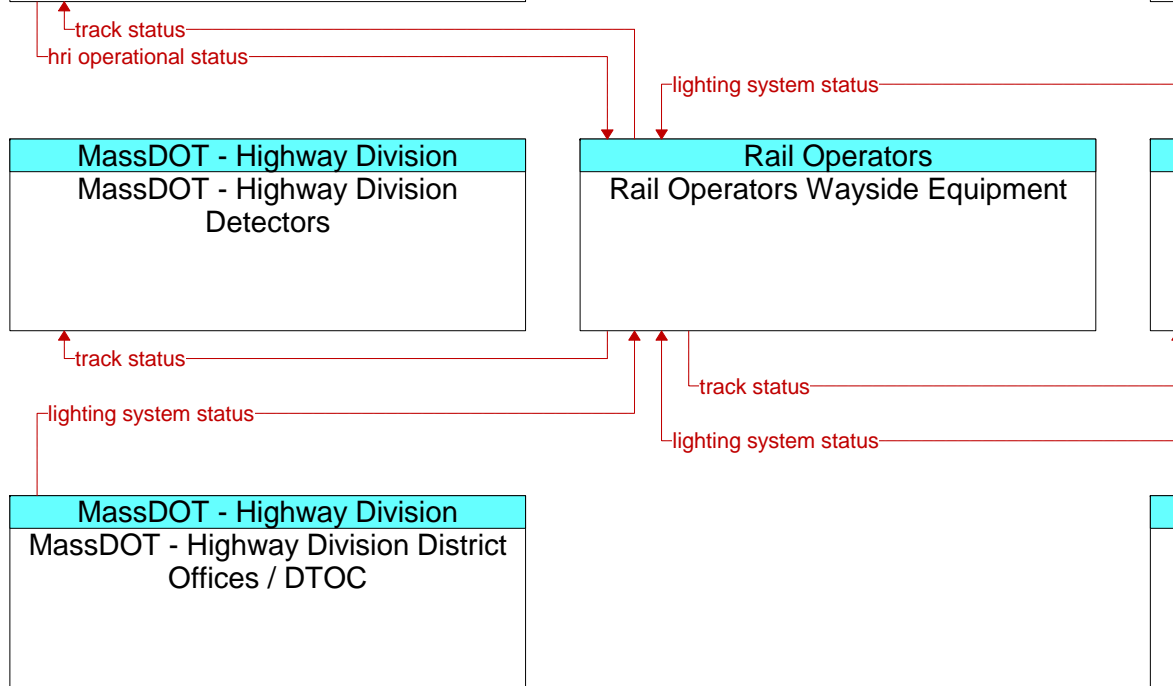 track status
hri operational status
lighting system status
MassDOT - Highway Division
MassDOT - Highway Division
Detectors
Rail Operators
Rail Operators Wayside Equipment
track status
track status
lighting system status
lighting system status
MassDOT - Highway Division
MassDOT - Highway Division District
Offices / DTOC